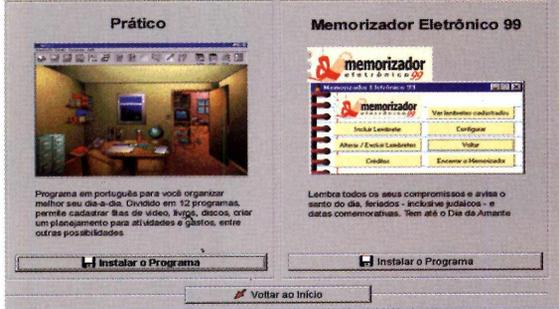 Prático
Programa em português para você organizar
melhor seu dia-a-dia. Dividido em 12 programas,
permite cadastrar fitas de vídeo, livros, discos, criar
um planejamento para atividades e gastos, entre
outras possibilidades
Instalar o Programa
Memorizador Eletrônico 99
memorizador
eletrônico 99
Memorizador Eletrônico 99
memorizador
eletrônico 99
Ver lembretes cadastrados
Incluir Lembrete
Configurar
Alterar / Excluir Lembretes
Voltar
Créditos
Encerrar o Memorizador
Lembra todos os seus compromissos e avisa o
santo do dia, feriados - inclusive judaicos - e
datas comemorativas. Tem até o Dia da Amante
Instalar o Programa
Voltar ao Início